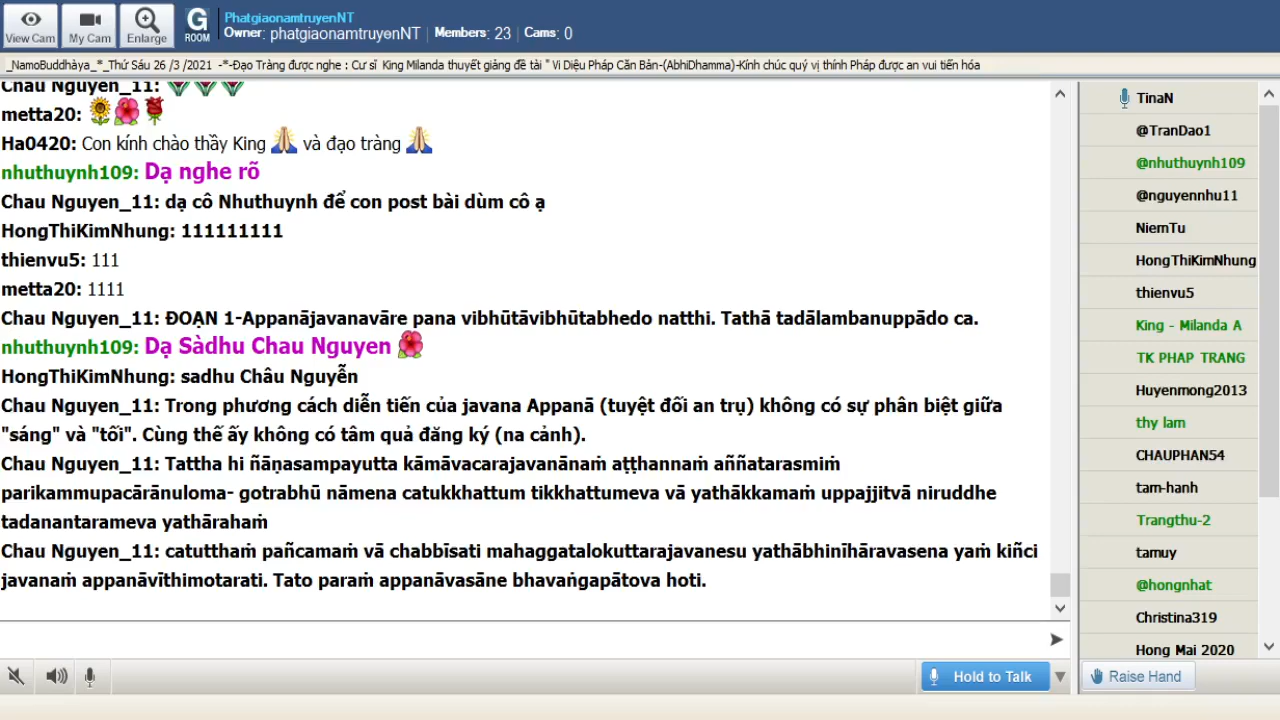 PhatgiaonamtruyenNT
Owner: phatgiaonamtruyenNT | Members: 23 | Cams: 0
View Cam
My Cam
Enlarge
G ROOM
_NamoBuddhàya_*_Thứ Sáu 26 /3 /2021 -*-Đạo Tràng được nghe : Cư sĩ King Milanda thuyết giảng đề tài " Vi Diệu Pháp Căn Bản-(AbhiDhamma)-Kính chúc quý vị thính Pháp được an vui tiến hóa
Chau Nguyen_11:
metta20:
Ha0420: Con kính chào thầy King và đạo tràng
nhuthuynh109: Dạ nghe rõ
Chau Nguyen_11: dạ cô Nhuthuynh để con post bài dùm cô ạ
HongThiKimNhung: 111111111
thienvu5: 111
metta20: 1111
Chau Nguyen_11: ĐOẠN 1-Appanājavanavāre pana vibhūtāvibhūtabhedo natthi. Tathā tadālambanuppādo ca.
nhuthuynh109: Dạ Sàdhu Chau Nguyen
HongThiKimNhung: sadhu Châu Nguyễn
Chau Nguyen_11: Trong phương cách diễn tiến của javana Appanā (tuyệt đối an trụ) không có sự phân biệt giữa
"sáng" và "tối". Cùng thế ấy không có tâm quả đăng ký (na cảnh).
Chau Nguyen_11: Tattha hi ñāṇasampayutta kāmāvacarajavanānaṁ aṭṭhannaṁ aññatarasmiṁ
parikammupacārānuloma- gotrabhū nāmena catukkhattum tikkhattumeva vā yathākkamaṁ uppajjitvā niruddhe
tadanantarameva yathārahaṁ
Chau Nguyen_11: catutthaṁ pañcamaṁ vā chabbīsati mahaggatalokuttarajavanesu yathābhinīhāravasena yaṁ kiñci
javanaṁ appanāvīthimotarati. Tato paraṁ appanāvasāne bhavaṅgapātova hoti.
TinaN
@TranDao1
@nhuthuynh109
@nguyennhu11
NiemTu
HongThiKimNhung
thienvu5
King - Milanda A
TK PHAP TRANG
Huyenmong2013
thy lam
CHAUPHAN54
tam-hanh
Trangthu-2
tamuy
@hongnhat
Christina319
Hong Mai 2020
Hold to Talk
Raise Hand